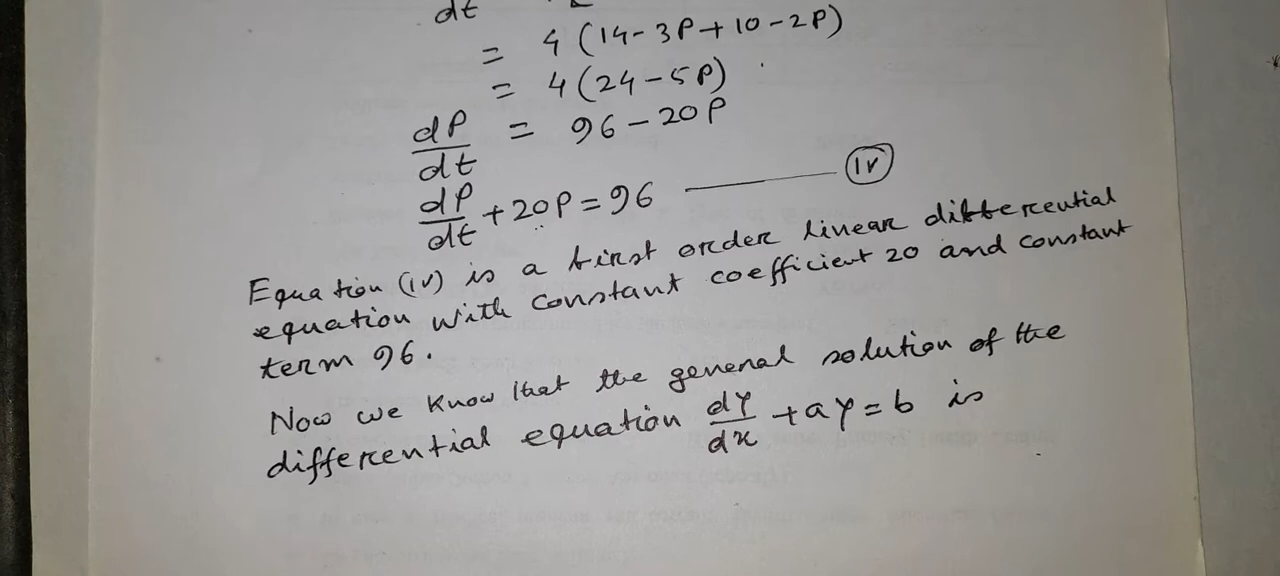 dt
= 4 (14-3P+10-2P)
= 4 (24-5P)
dP/dt = 96-20P
dP/dt +20P=96 ——— (iv)
Equation (iv) is a first order linear differential
equation with constant coefficient 20 and constant
term 96.
Now we know that the general solution of the
differential equation dy/dx +ay=b is